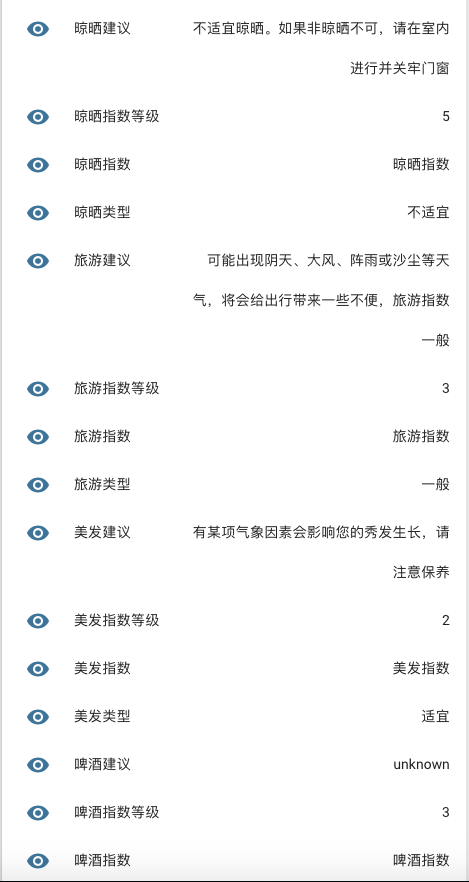 晾晒建议 不适宜晾晒。如果非晾晒不可，请在室内
进行并关牢门窗
晾晒指数等级 5
晾晒指数 晾晒指数
晾晒类型 不适宜
旅游建议 可能出现阴天、大风、阵雨或沙尘等天
气，将会给出行带来一些不便，旅游指数
一般
旅游指数等级 3
旅游指数 旅游指数
旅游类型 一般
美发建议 有某项气象因素会影响您的秀发生长，请
注意保养
美发指数等级 2
美发指数 美发指数
美发类型 适宜
啤酒建议 unknown
啤酒指数等级 3
啤酒指数 啤酒指数